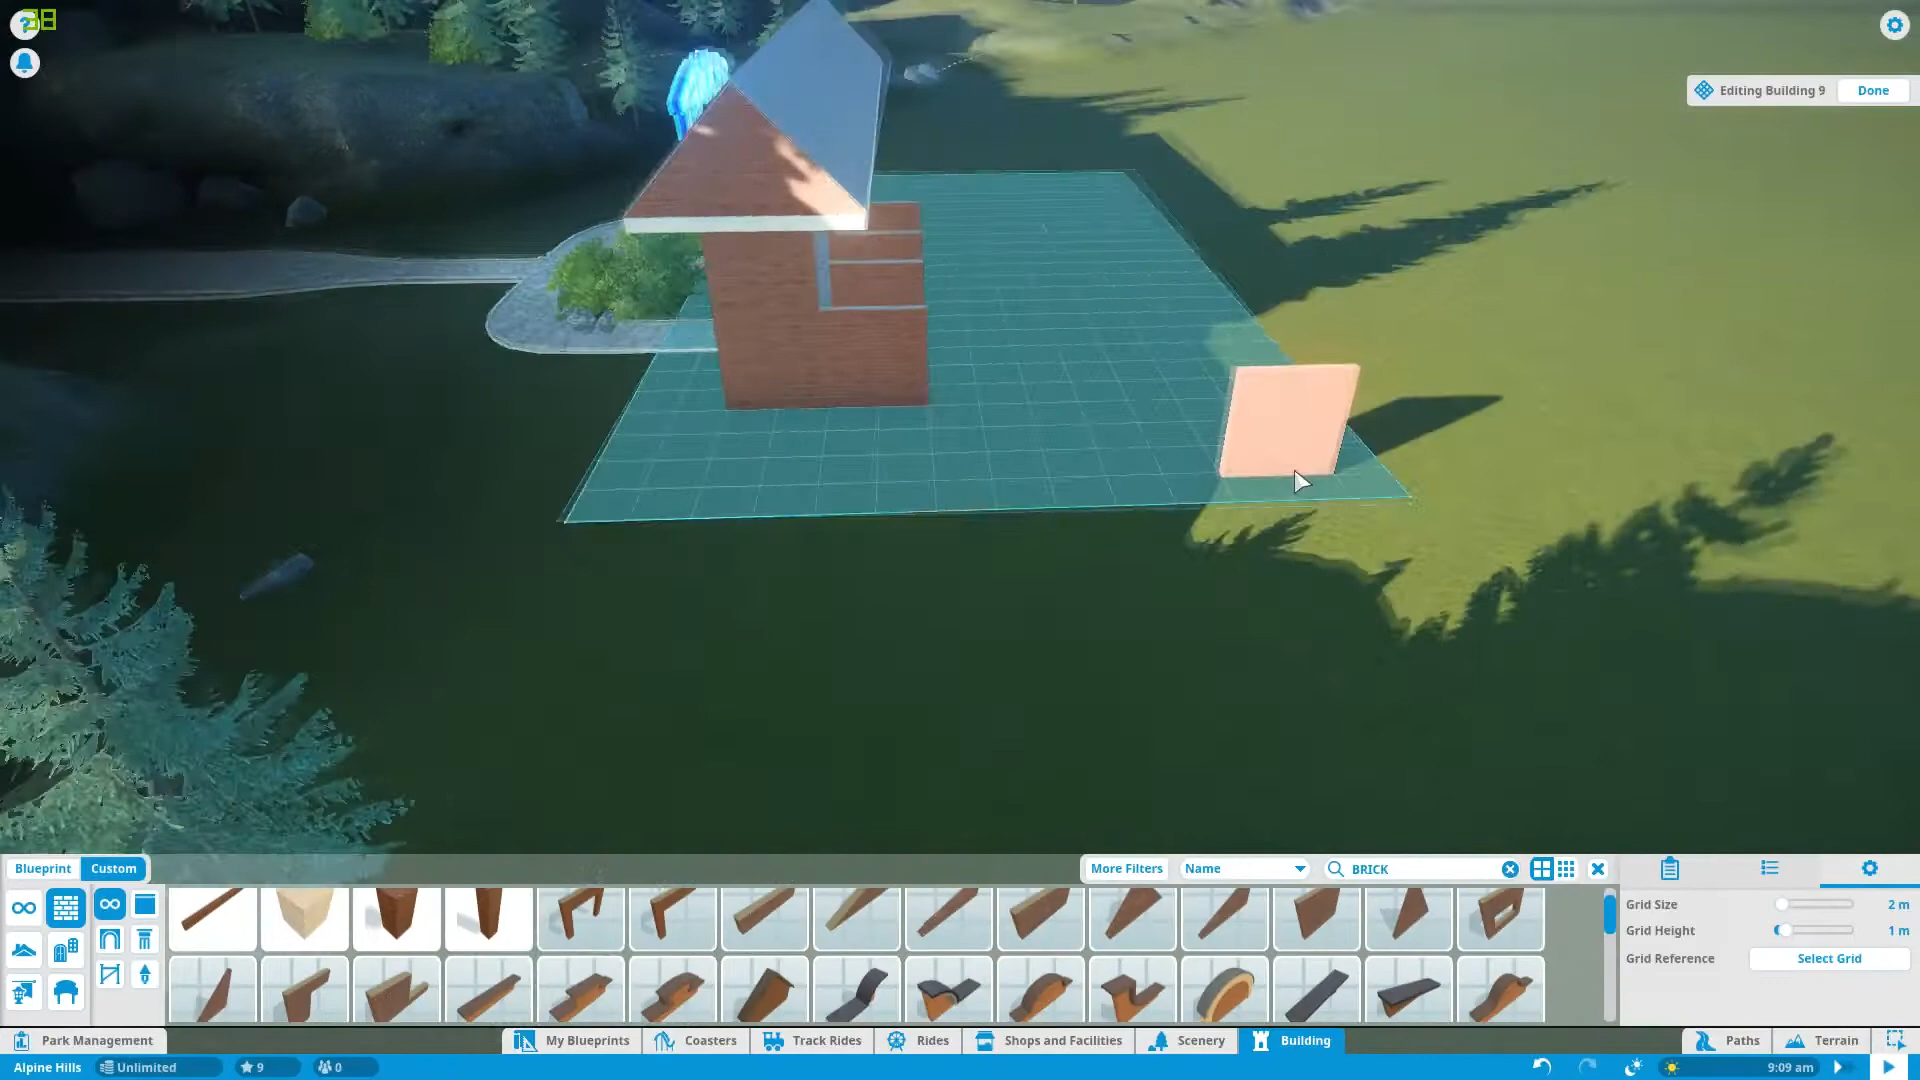 38
?
Editing Building 9 Done
Blueprint Custom
More Filters Name BRICK
Grid Size 2 m
Grid Height 1 m
Grid Reference Select Grid
Park Management My Blueprints Coasters Track Rides Rides Shops and Facilities Scenery Building Paths Terrain
Alpine Hills Unlimited 9 0 9:09 am